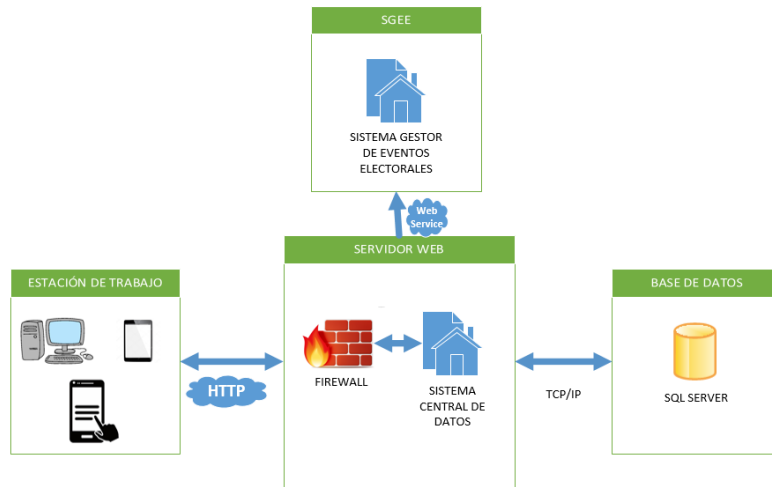 SGEE
SISTEMA GESTOR
DE EVENTOS
ELECTORALES
Web
Service
SERVIDOR WEB
ESTACIÓN DE TRABAJO
BASE DE DATOS
HTTP
FIREWALL
SISTEMA
CENTRAL DE
DATOS
TCP/IP
SQL SERVER